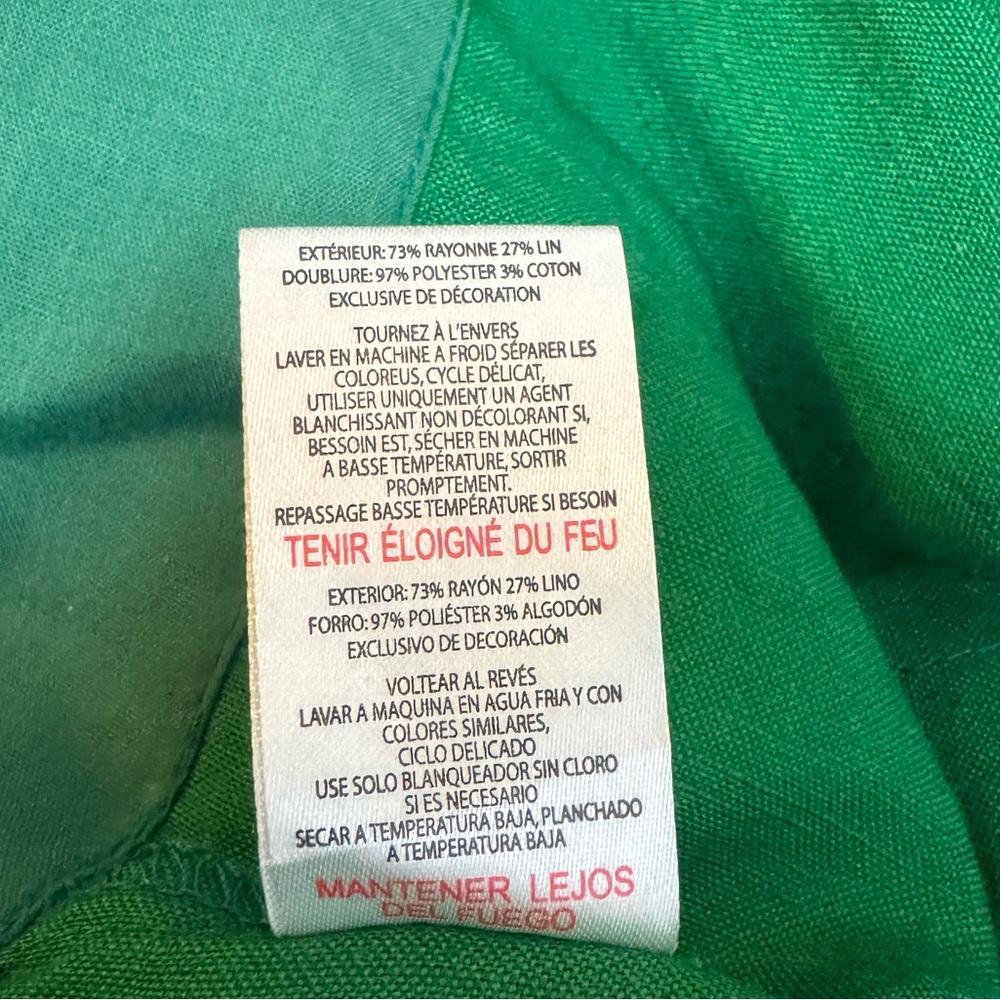 EXTÉRIEUR: 73% RAYONNE 27% LIN
DOUBLURE: 97% POLYESTER 3% COTON
EXCLUSIVE DE DÉCORATION
TOURNEZ À L'ENVERS
LAVER EN MACHINE A FROID SÉPARER LES
COLOREUS, CYCLE DÉLICAT,
UTILISER UNIQUEMENT UN AGENT
BLANCHISSANT NON DÉCOLORANT SI,
BESSOIN EST, SÉCHER EN MACHINE
A BASSE TEMPÉRATURE, SORTIR
PROMPTEMENT.
REPASSAGE BASSE TEMPÉRATURE SI BESOIN
TENIR ÉLOIGNÉ DU FEU
EXTERIOR: 73% RAYÓN 27% LINO
FORRO: 97% POLIÉSTER 3% ALGODÓN
EXCLUSIVO DE DECORACIÓN
VOLTEAR AL REVÉS
LAVAR A MAQUINA EN AGUA FRIA Y CON
COLORES SIMILARES,
CICLO DELICADO
USE SOLO BLANQUEADOR SIN CLORO
SI ES NECESARIO
SECAR A TEMPERATURA BAJA, PLANCHADO
A TEMPERATURA BAJA
MANTENER LEJOS
DEL FUEGO